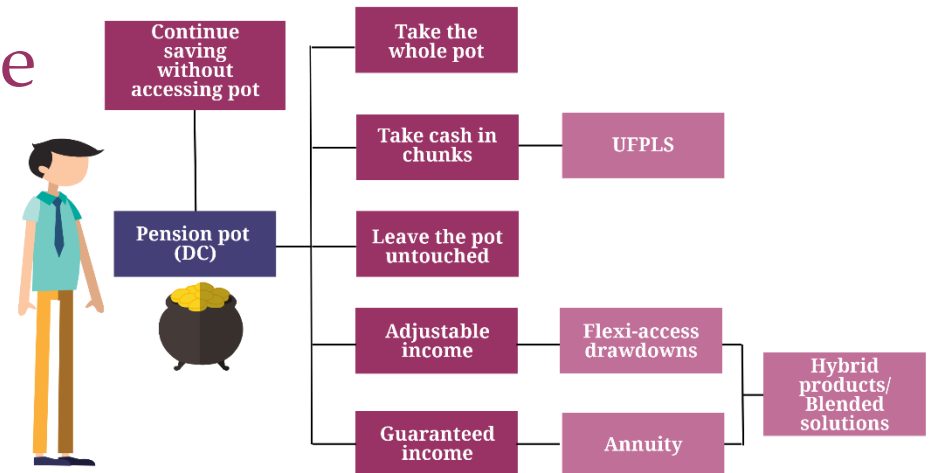 e
Continue
saving
without
accessing pot
Take the
whole pot
Take cash in
chunks
UFPLS
Pension pot
(DC)
Leave the pot
untouched
Adjustable
income
Flexi-access
drawdowns
Hybrid
products/
Blended
solutions
Guaranteed
income
Annuity